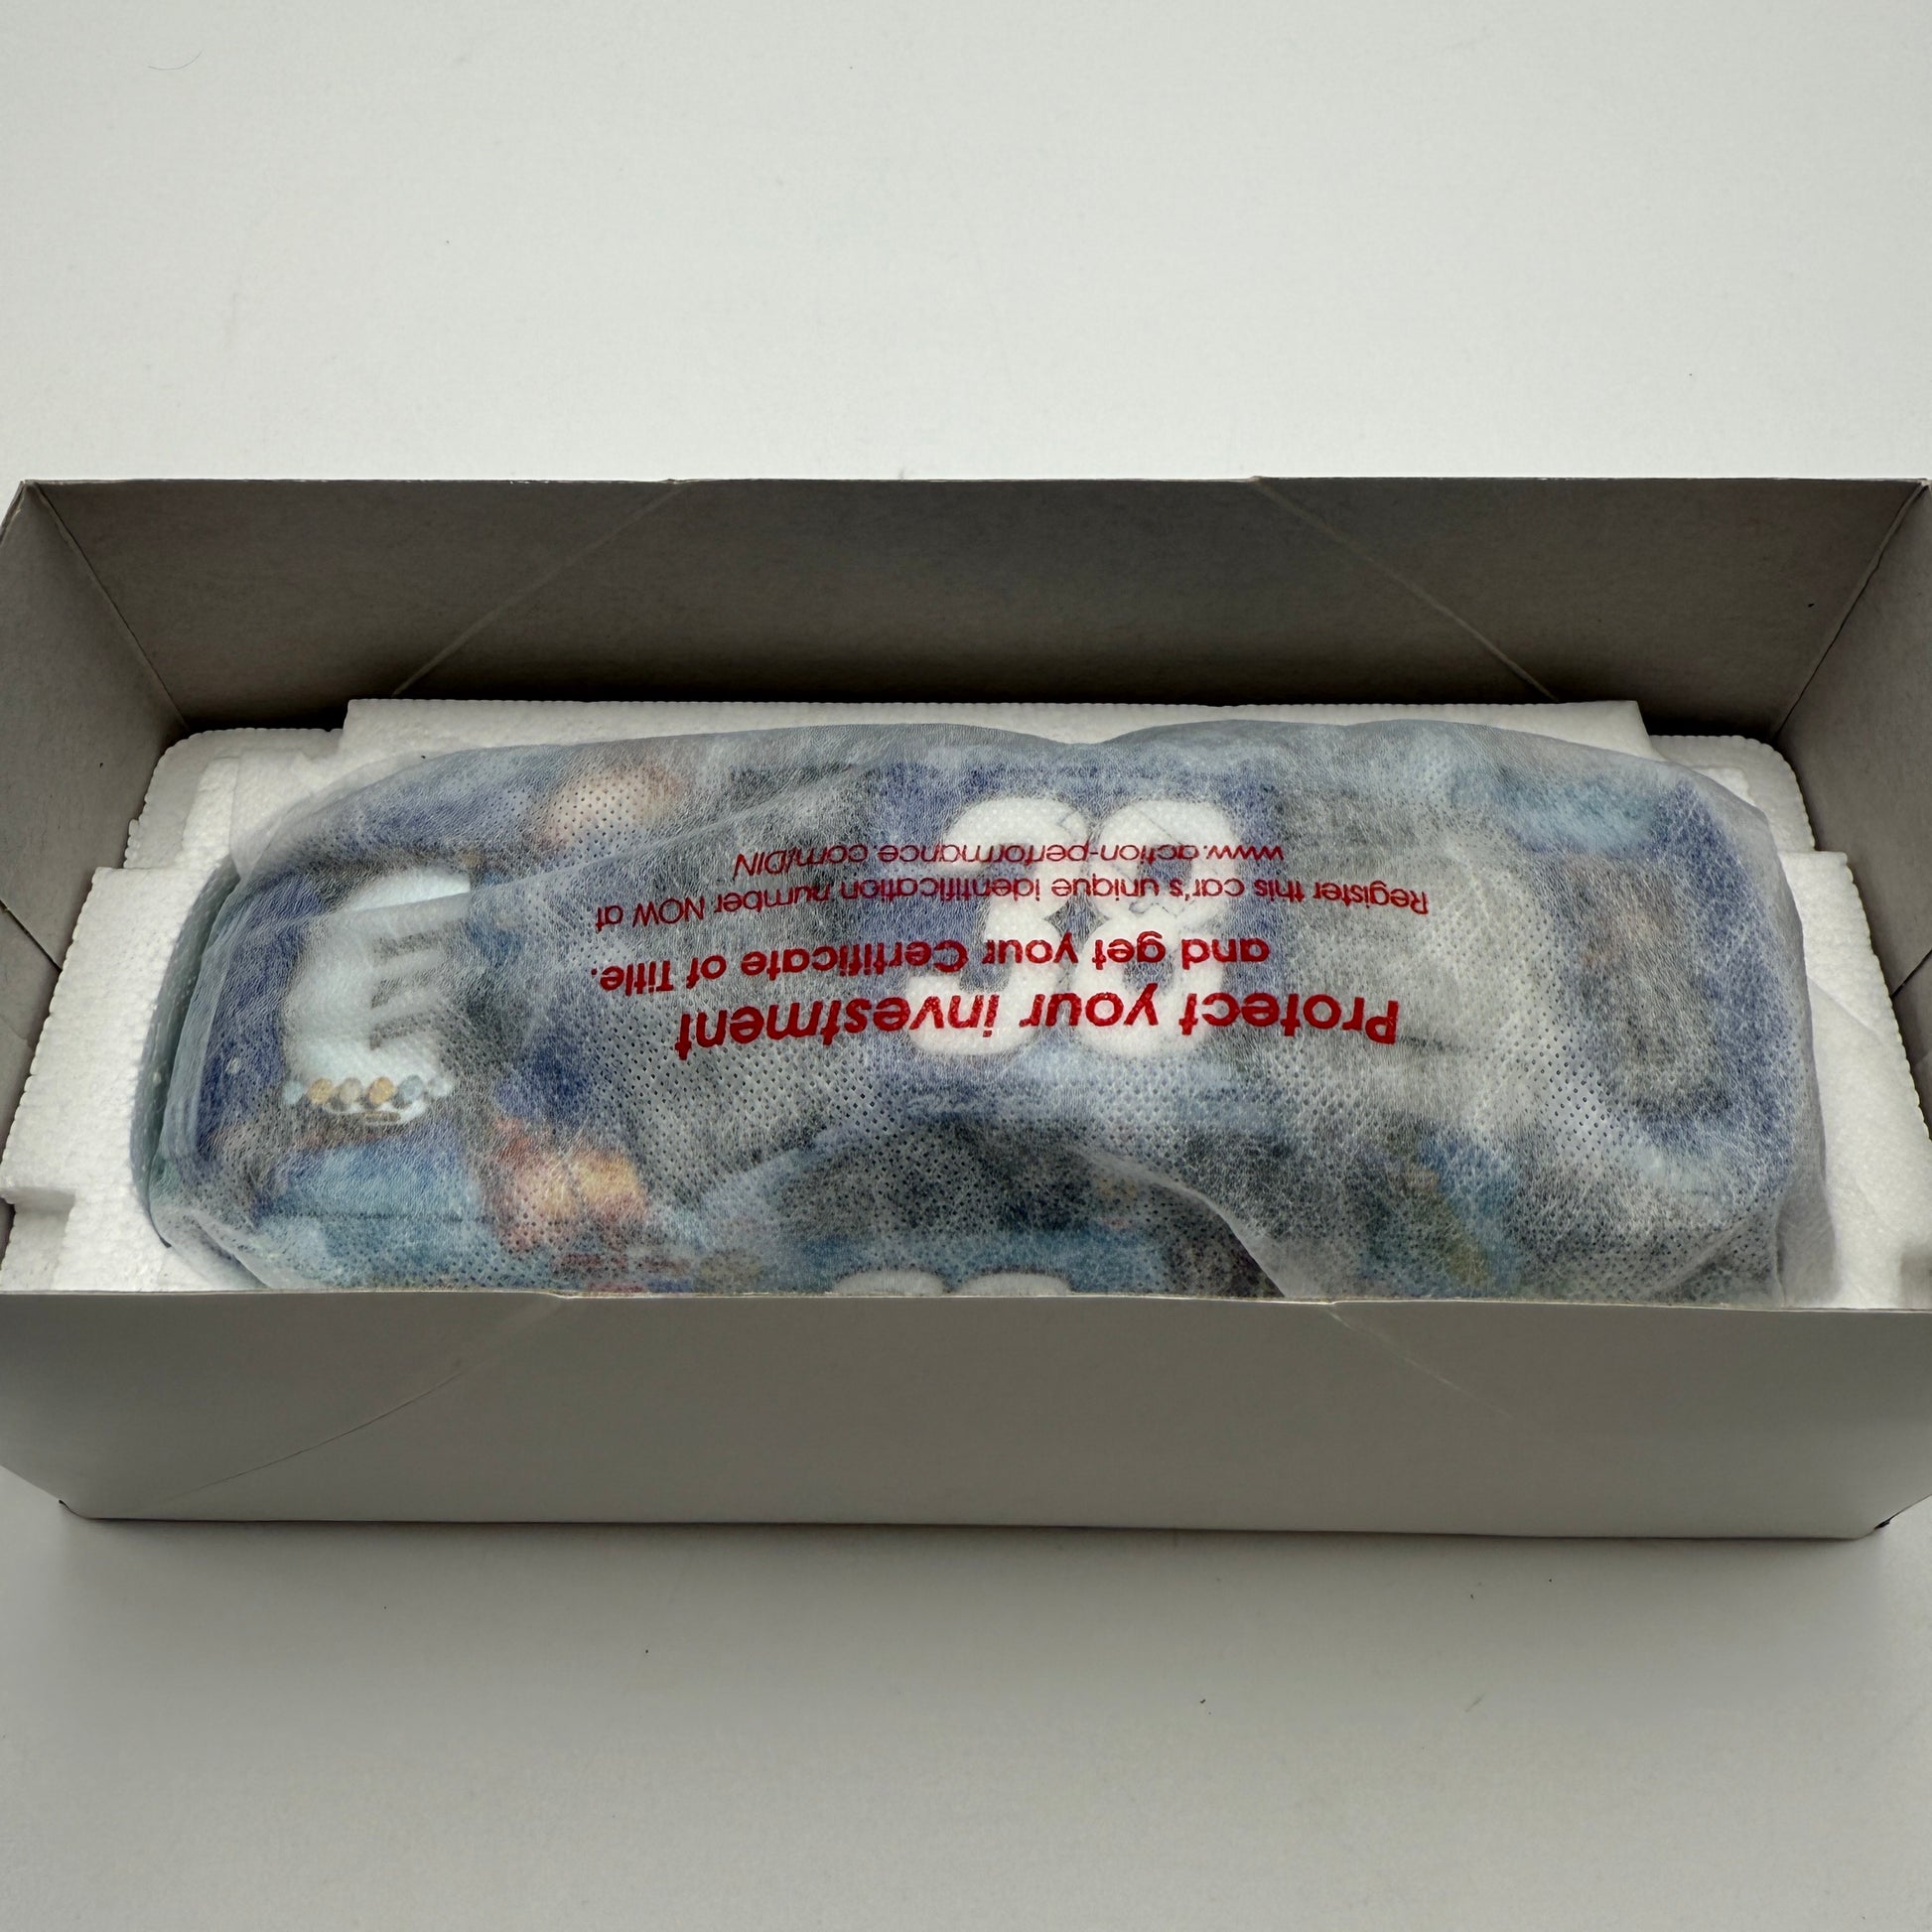 Protect your investment
and get your Certificate of Title.
Register this car's unique identification number NOW at
www.action-performance.com/DIN
38
m